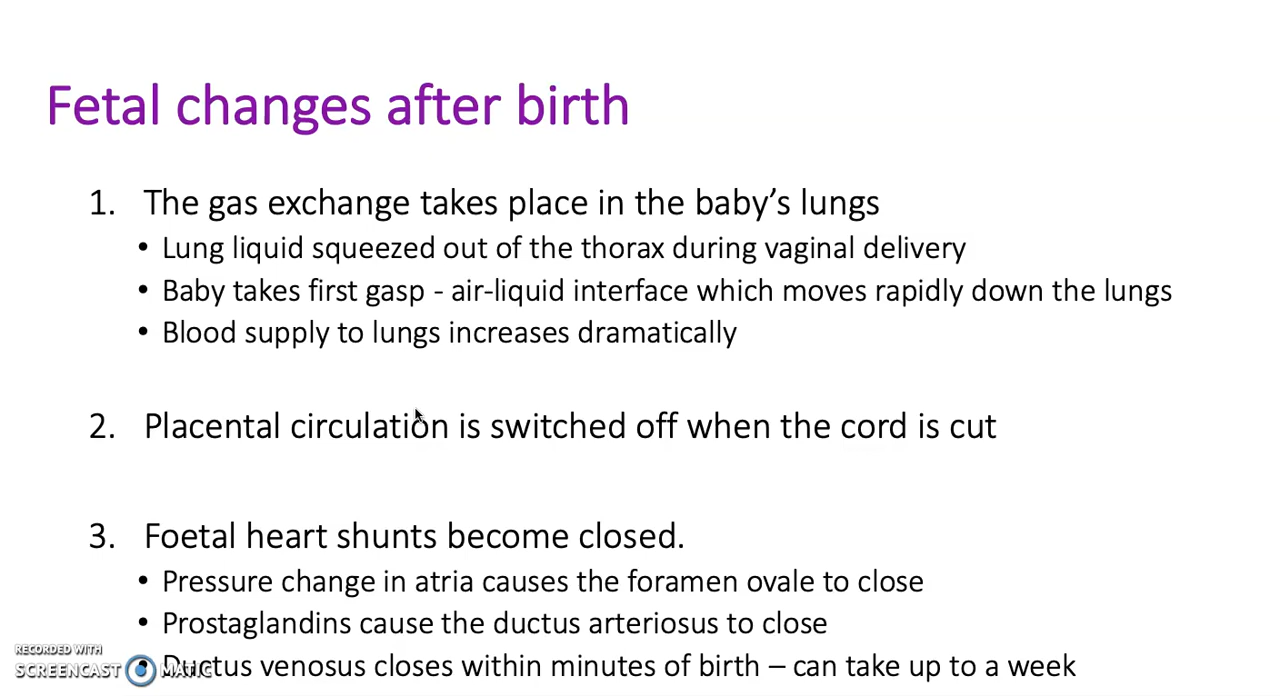 Fetal changes after birth
1. The gas exchange takes place in the baby's lungs
• Lung liquid squeezed out of the thorax during vaginal delivery
• Baby takes first gasp - air-liquid interface which moves rapidly down the lungs
• Blood supply to lungs increases dramatically
2. Placental circulation is switched off when the cord is cut
3. Foetal heart shunts become closed.
• Pressure change in atria causes the foramen ovale to close
• Prostaglandins cause the ductus arteriosus to close
• Ductus venosus closes within minutes of birth – can take up to a week
RECORDED WITH
SCREENCAST MATIC